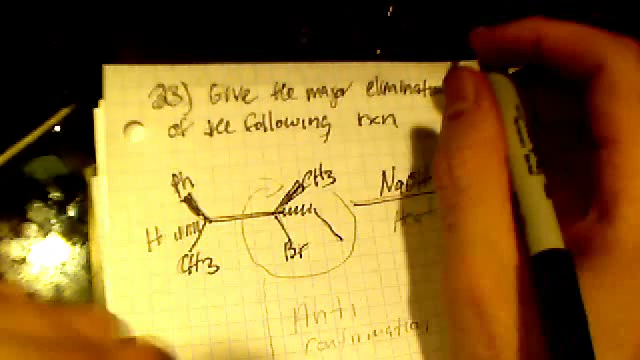 23) Give the major eliminat
of the following rxn
Ph
CH3
H
CH3
Br
Anti